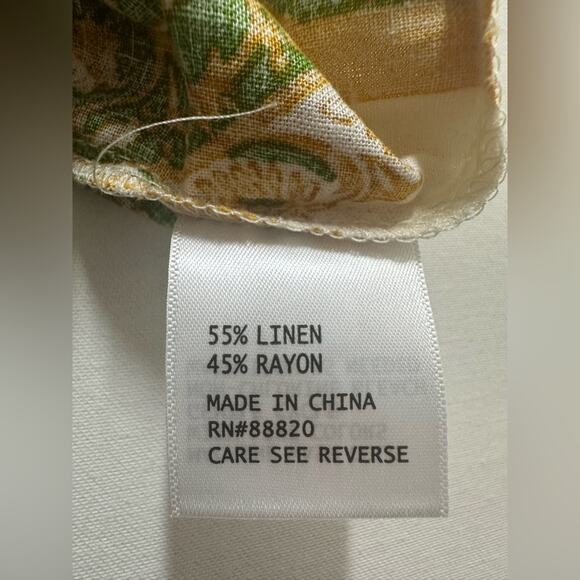 55% LINEN
45% RAYON
MADE IN CHINA
RN#88820
CARE SEE REVERSE